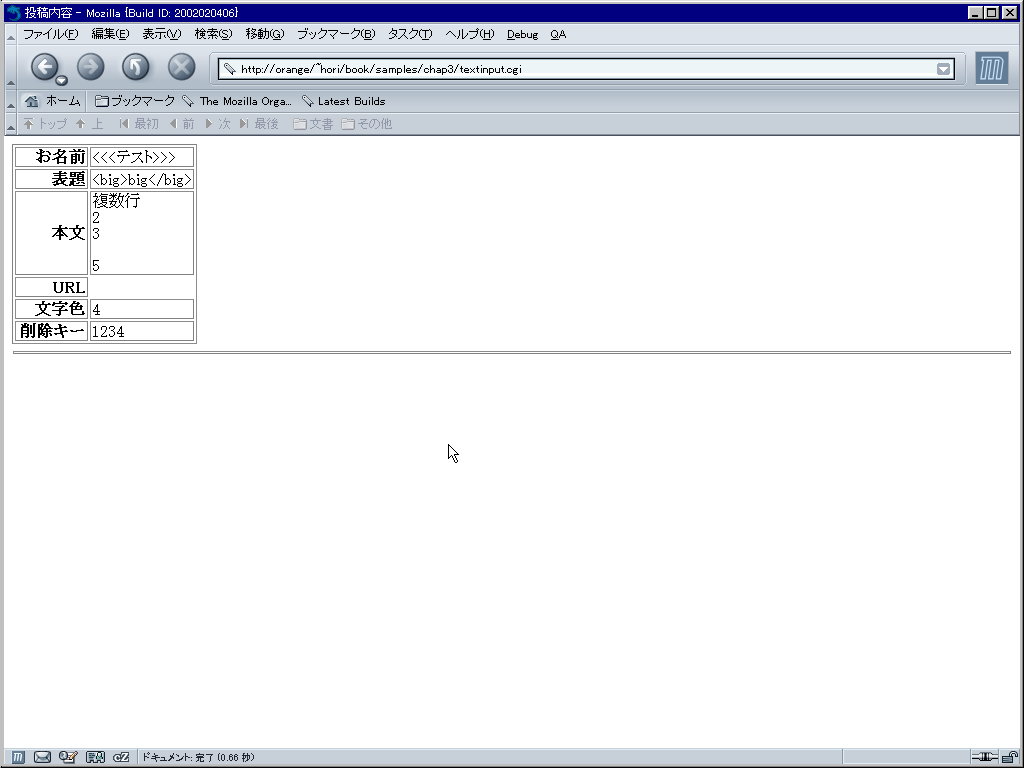 投稿内容 - Mozilla {Build ID: 2002020406}
ファイル(F) 編集(E) 表示(V) 検索(S) 移動(G) ブックマーク(B) タスク(T) ヘルプ(H) Debug QA
http://orange/~hori/book/samples/chap3/textinput.cgi
ホーム ブックマーク The Mozilla Orga... Latest Builds
トップ 上 最初 前 次 最後 文書 その他
お名前 <<<テスト>>>
表題 <big>big</big>
本文 複数行
2
3
5
URL
文字色 4
削除キー 1234
ドキュメント: 完了 (0.66 秒)